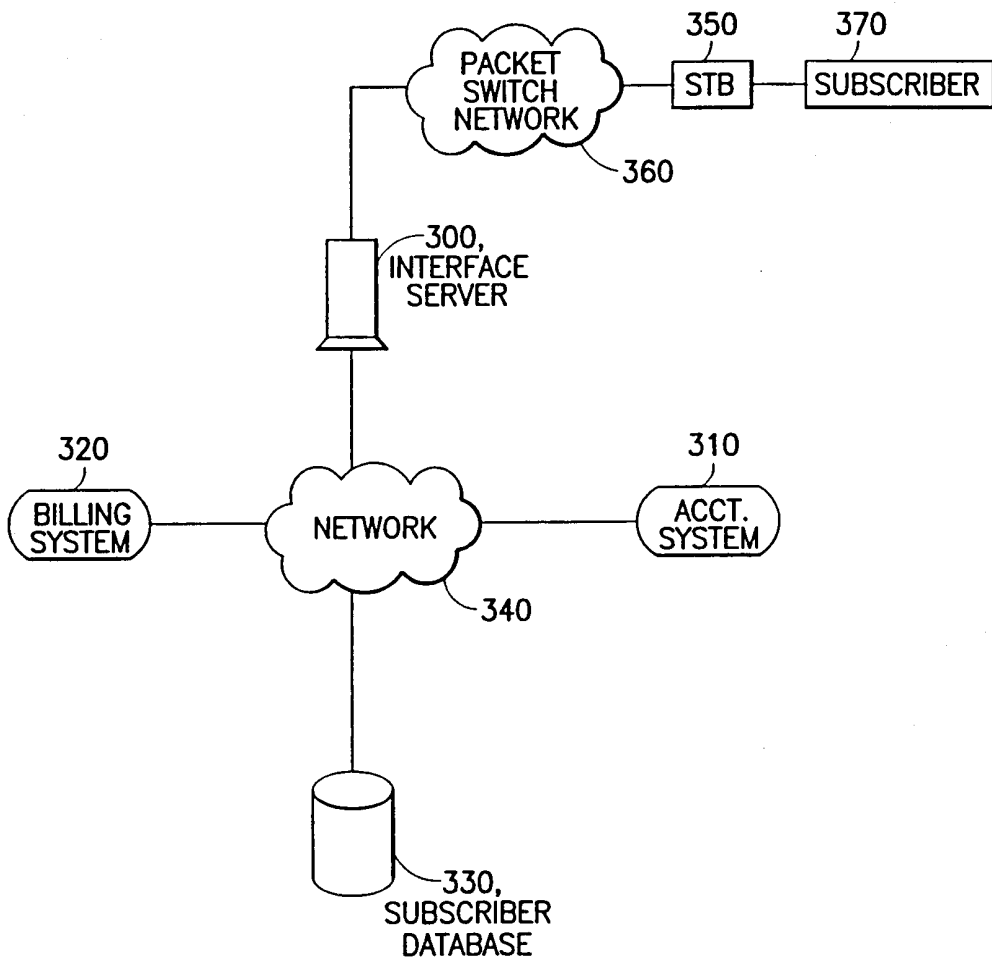 350
370
PACKET
SWITCH
NETWORK
STB
SUBSCRIBER
360
300,
INTERFACE
SERVER
320
310
BILLING
SYSTEM
NETWORK
ACCT.
SYSTEM
340
330,
SUBSCRIBER
DATABASE